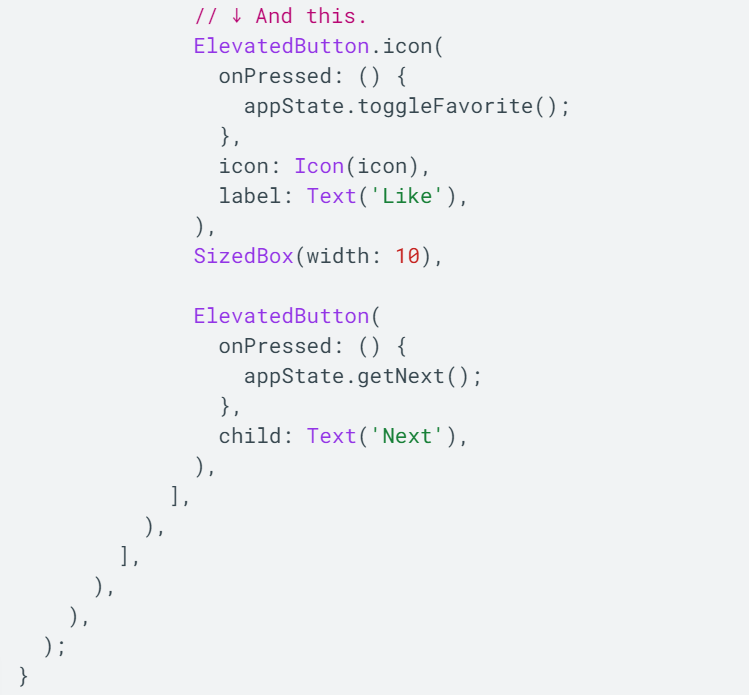 // ↓ And this.
ElevatedButton.icon(
onPressed: () {
appState.toggleFavorite();
},
icon: Icon(icon),
label: Text('Like'),
),
SizedBox(width: 10),
ElevatedButton(
onPressed: () {
appState.getNext();
},
child: Text('Next'),
),
],
),
],
),
),
);
}